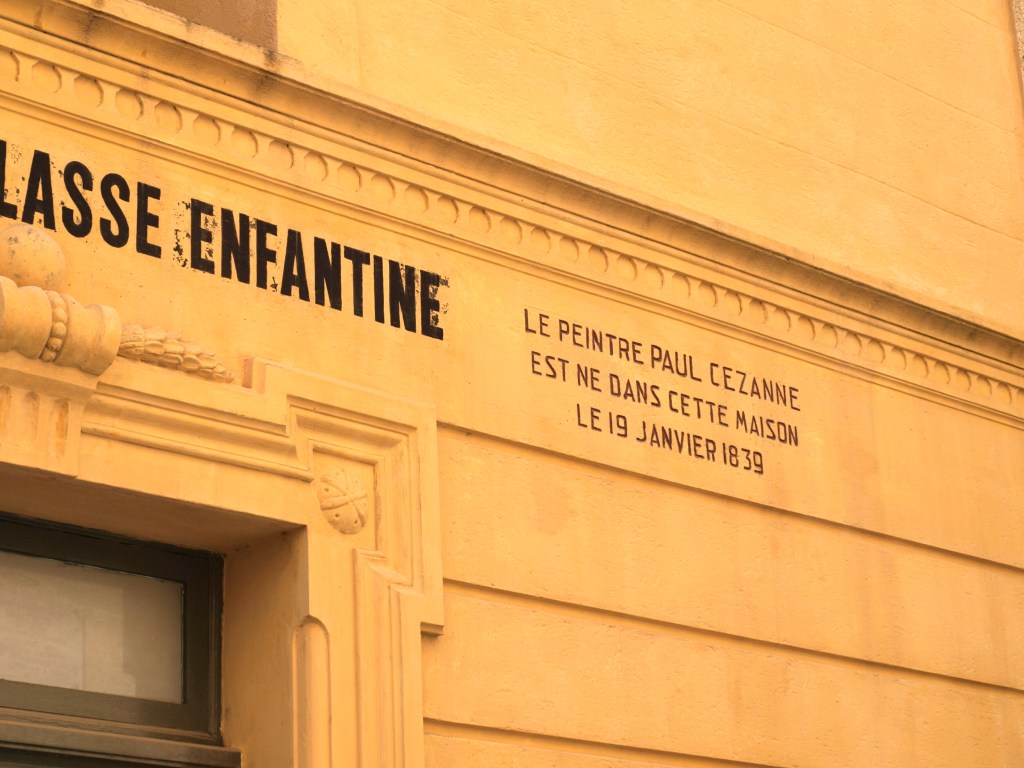 LASSE ENFANTINE
LE PEINTRE PAUL CEZANNE
EST NE DANS CETTE MAISON
LE 19 JANVIER 1839